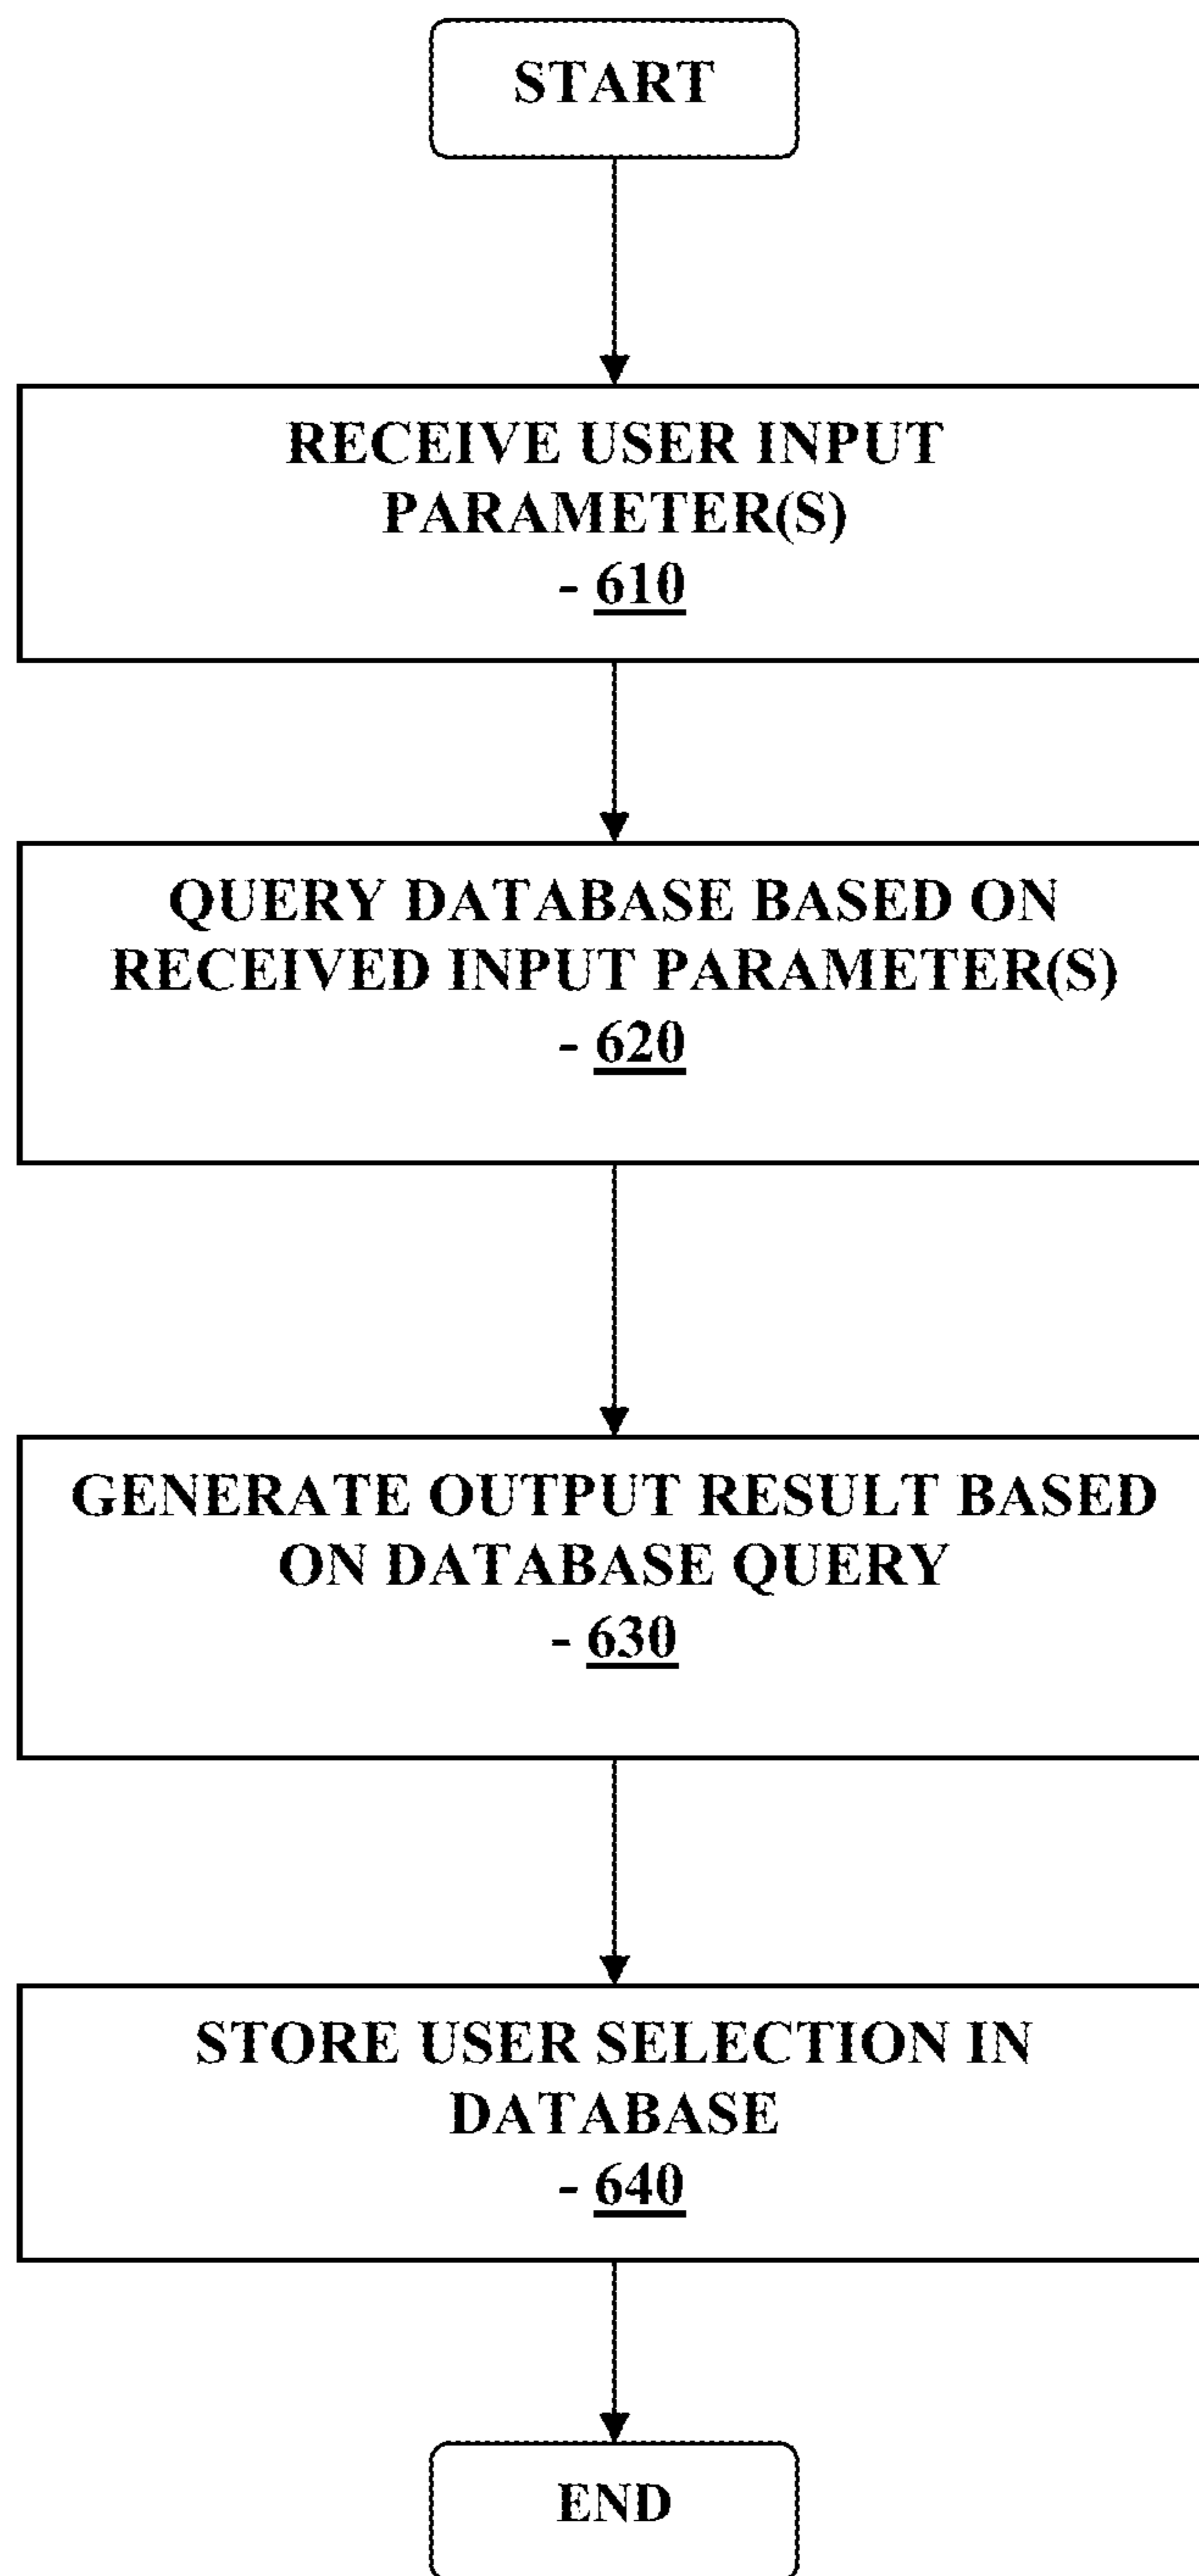 START
RECEIVE USER INPUT
PARAMETER(S)
- 610
QUERY DATABASE BASED ON
RECEIVED INPUT PARAMETER(S)
- 620
GENERATE OUTPUT RESULT BASED
ON DATABASE QUERY
- 630
STORE USER SELECTION IN
DATABASE
- 640
END